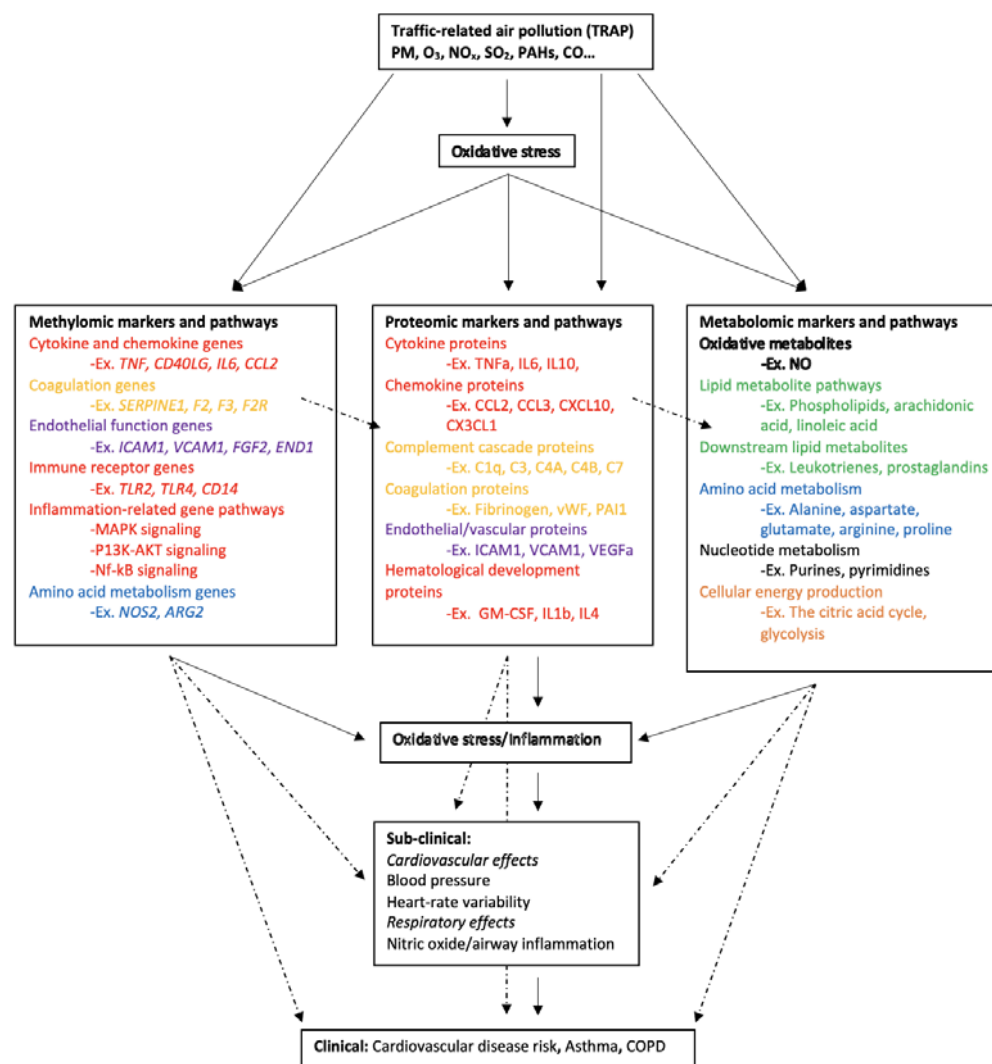 Traffic-related air pollution (TRAP)
PM, O₃, NOₓ, SO₂, PAHs, CO...
Oxidative stress
Methylomic markers and pathways
Cytokine and chemokine genes
-Ex. TNF, CD40LG, IL6, CCL2
Coagulation genes
-Ex. SERPINE1, F2, F3, F2R
Endothelial function genes
-Ex. ICAM1, VCAM1, FGF2, END1
Immune receptor genes
-Ex. TLR2, TLR4, CD14
Inflammation-related gene pathways
-MAPK signaling
-P13K-AKT signaling
-Nf-kB signaling
Amino acid metabolism genes
-Ex. NOS2, ARG2
Proteomic markers and pathways
Cytokine proteins
-Ex. TNFa, IL6, IL10,
Chemokine proteins
-Ex. CCL2, CCL3, CXCL10,
CX3CL1
Complement cascade proteins
-Ex. C1q, C3, C4A, C4B, C7
Coagulation proteins
-Ex. Fibrinogen, vWF, PAI1
Endothelial/vascular proteins
-Ex. ICAM1, VCAM1, VEGFa
Hematological development
proteins
-Ex. GM-CSF, IL1b, IL4
Metabolomic markers and pathways
Oxidative metabolites
-Ex. NO
Lipid metabolite pathways
-Ex. Phospholipids, arachidonic
acid, linoleic acid
Downstream lipid metabolites
-Ex. Leukotrienes, prostaglandins
Amino acid metabolism
-Ex. Alanine, aspartate,
glutamate, arginine, proline
Nucleotide metabolism
-Ex. Purines, pyrimidines
Cellular energy production
-Ex. The citric acid cycle,
glycolysis
Oxidative stress/Inflammation
Sub-clinical:
Cardiovascular effects
Blood pressure
Heart-rate variability
Respiratory effects
Nitric oxide/airway inflammation
Clinical: Cardiovascular disease risk, Asthma, COPD